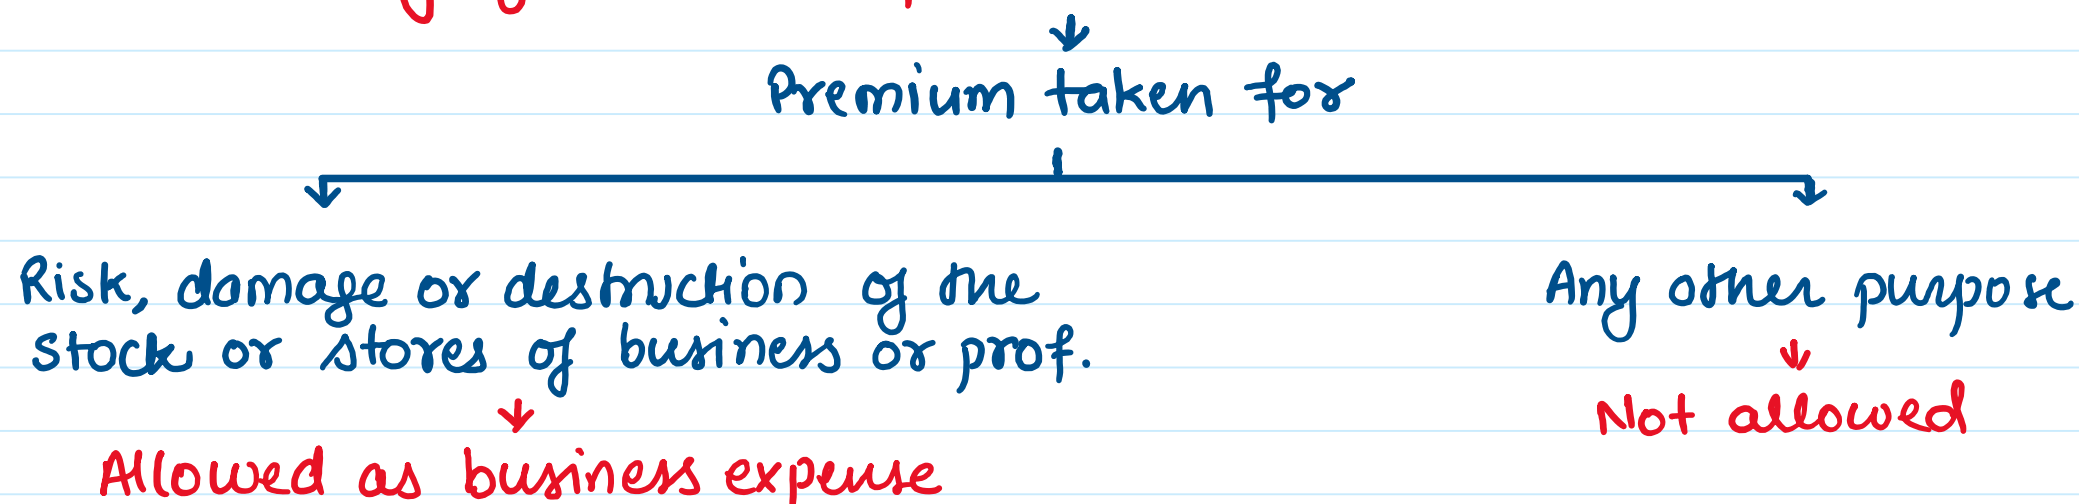 Premium taken for
Risk, damage or destruction of the
stock or stores of business or prof.
Allowed as business expense
Any other purpose
Not allowed